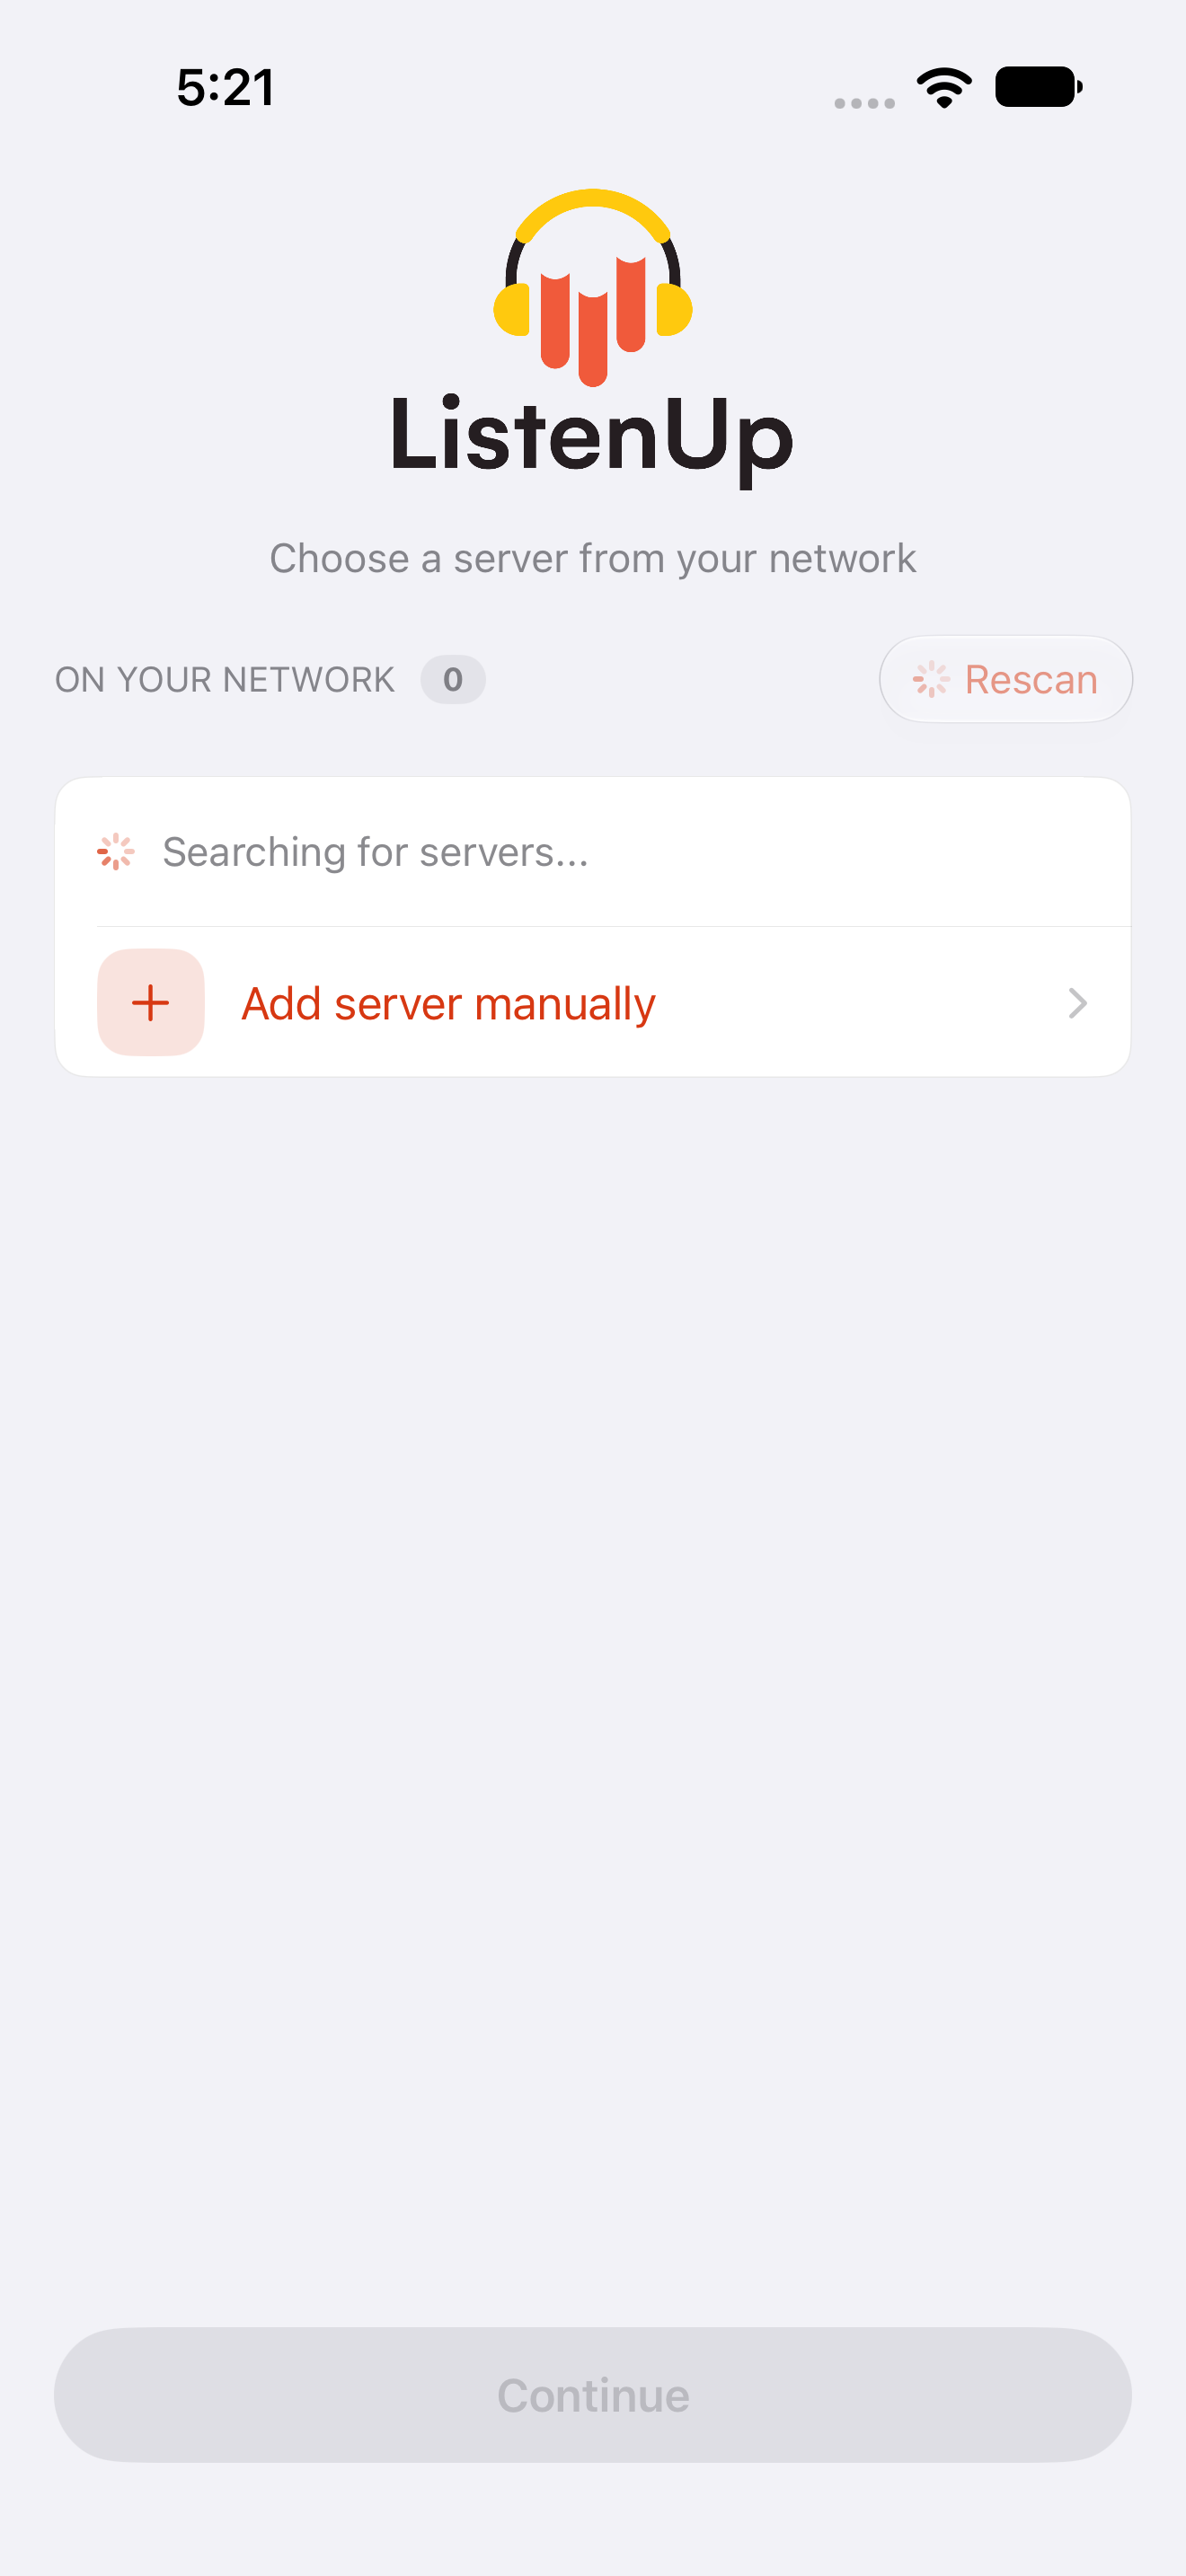 5:21
ListenUp
Choose a server from your network
ON YOUR NETWORK 0 Rescan
Searching for servers...
Add server manually
Continue